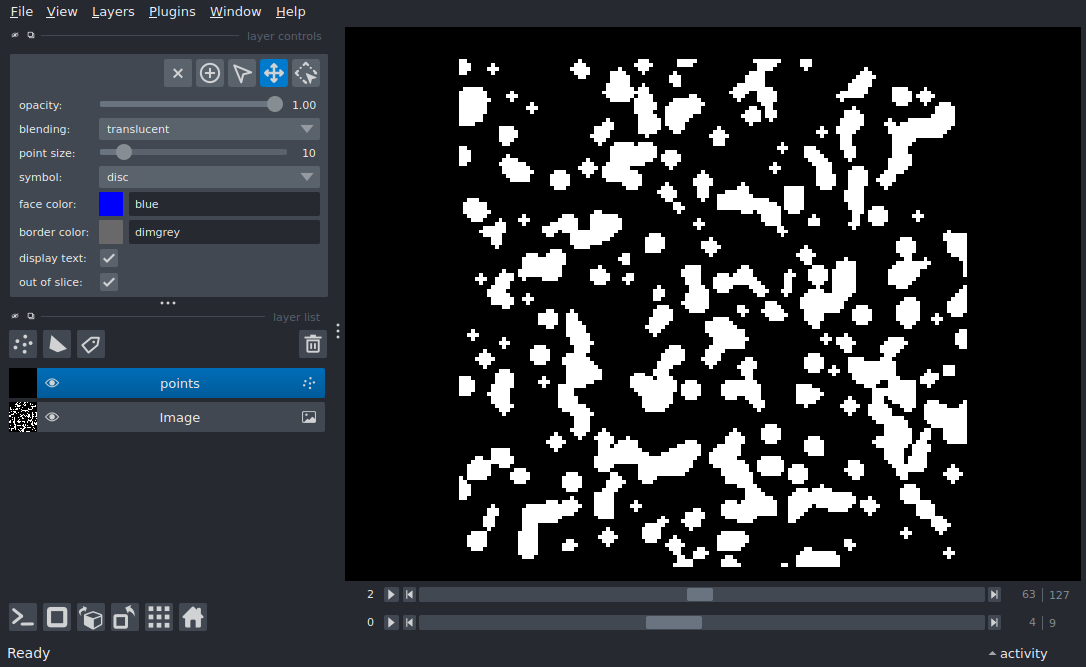 File View Layers Plugins Window Help
layer controls
opacity: 1.00
blending: translucent
point size: 10
symbol: disc
face color: blue
border color: dimgrey
display text:
out of slice:
layer list
points
Image
2 63 127
0 4 9
Ready activity